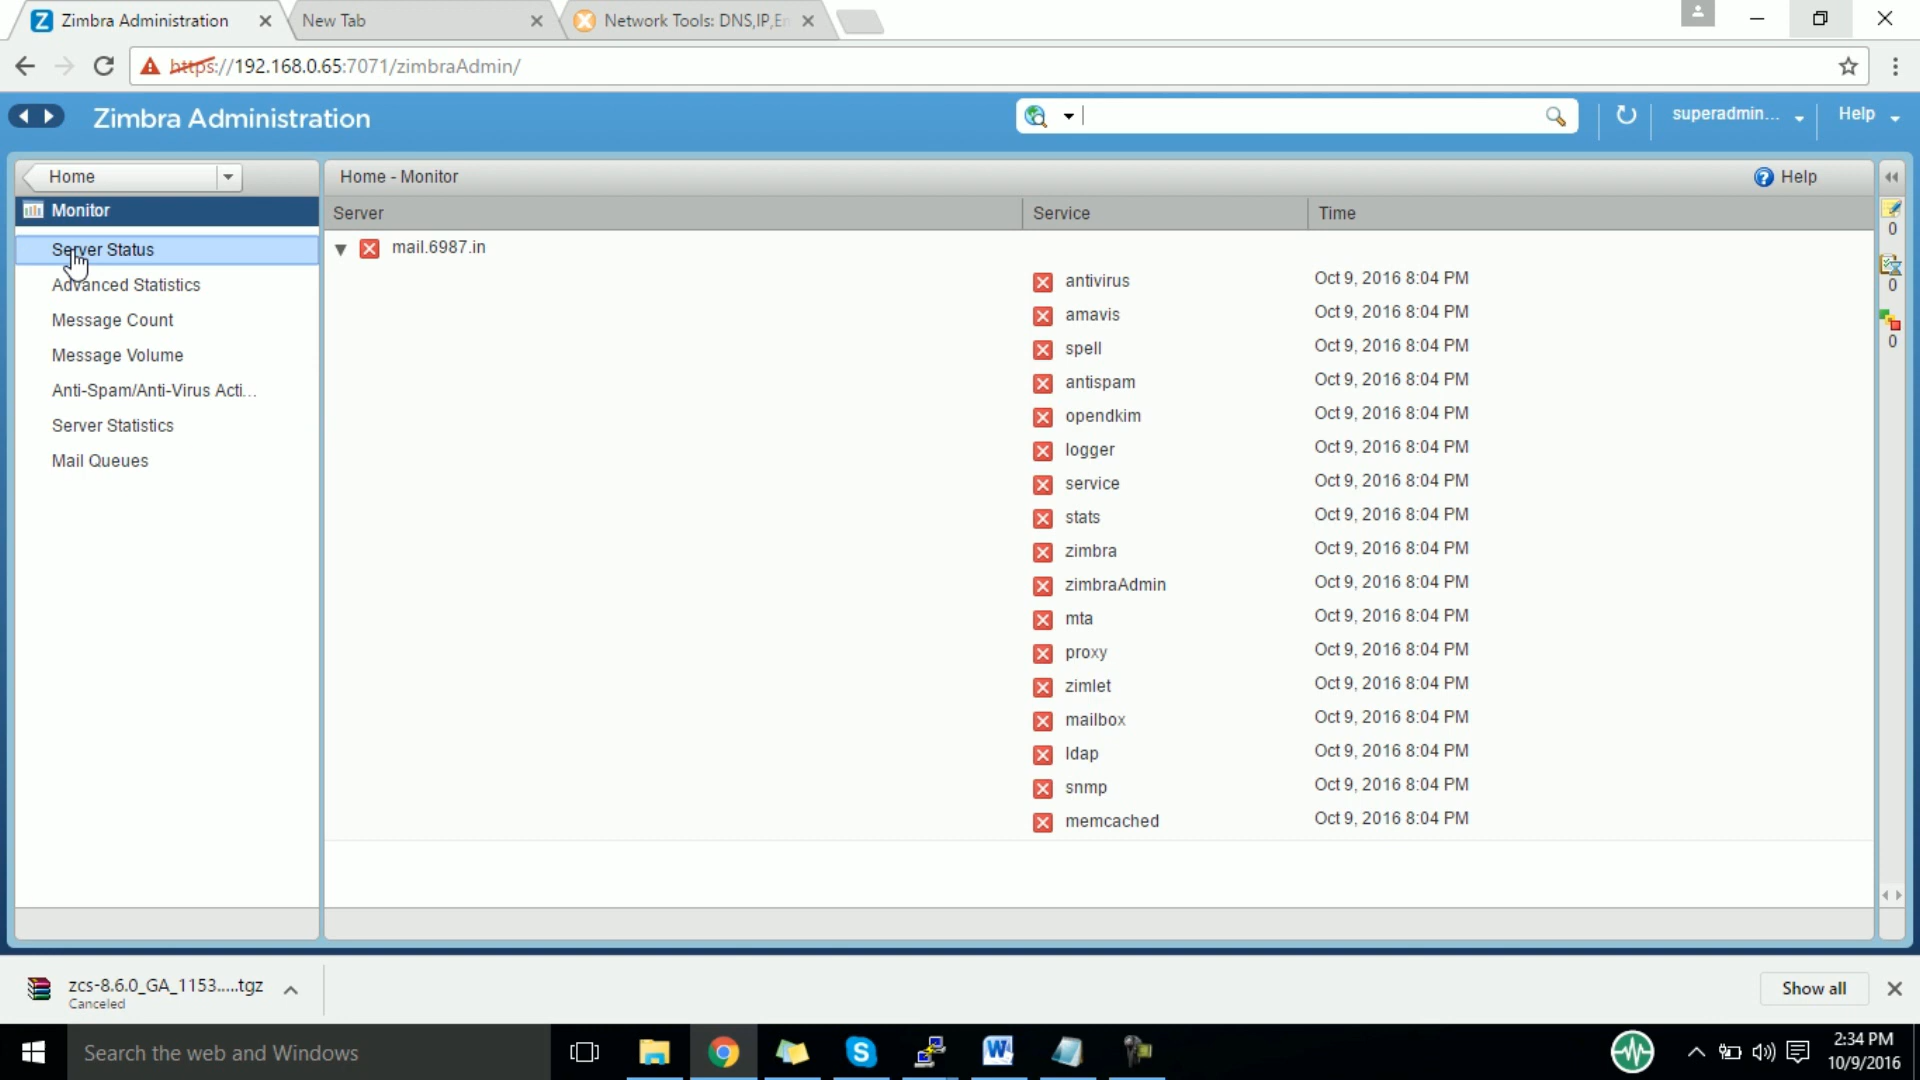 Zimbra Administration
New Tab
Network Tools: DNS,IP,E
https://192.168.0.65:7071/zimbraAdmin/
Zimbra Administration
superadmin...
Help
Home
Home - Monitor
Help
Monitor
Server
Service
Time
Server Status
Advanced Statistics
Message Count
Message Volume
Anti-Spam/Anti-Virus Acti...
Server Statistics
Mail Queues
mail.6987.in
antivirus Oct 9, 2016 8:04 PM
amavis Oct 9, 2016 8:04 PM
spell Oct 9, 2016 8:04 PM
antispam Oct 9, 2016 8:04 PM
opendkim Oct 9, 2016 8:04 PM
logger Oct 9, 2016 8:04 PM
service Oct 9, 2016 8:04 PM
stats Oct 9, 2016 8:04 PM
zimbra Oct 9, 2016 8:04 PM
zimbraAdmin Oct 9, 2016 8:04 PM
mta Oct 9, 2016 8:04 PM
proxy Oct 9, 2016 8:04 PM
zimlet Oct 9, 2016 8:04 PM
mailbox Oct 9, 2016 8:04 PM
ldap Oct 9, 2016 8:04 PM
snmp Oct 9, 2016 8:04 PM
memcached Oct 9, 2016 8:04 PM
0
0
0
zcs-8.6.0_GA_1153.....tgz
Canceled
Show all
Search the web and Windows
2:34 PM
10/9/2016